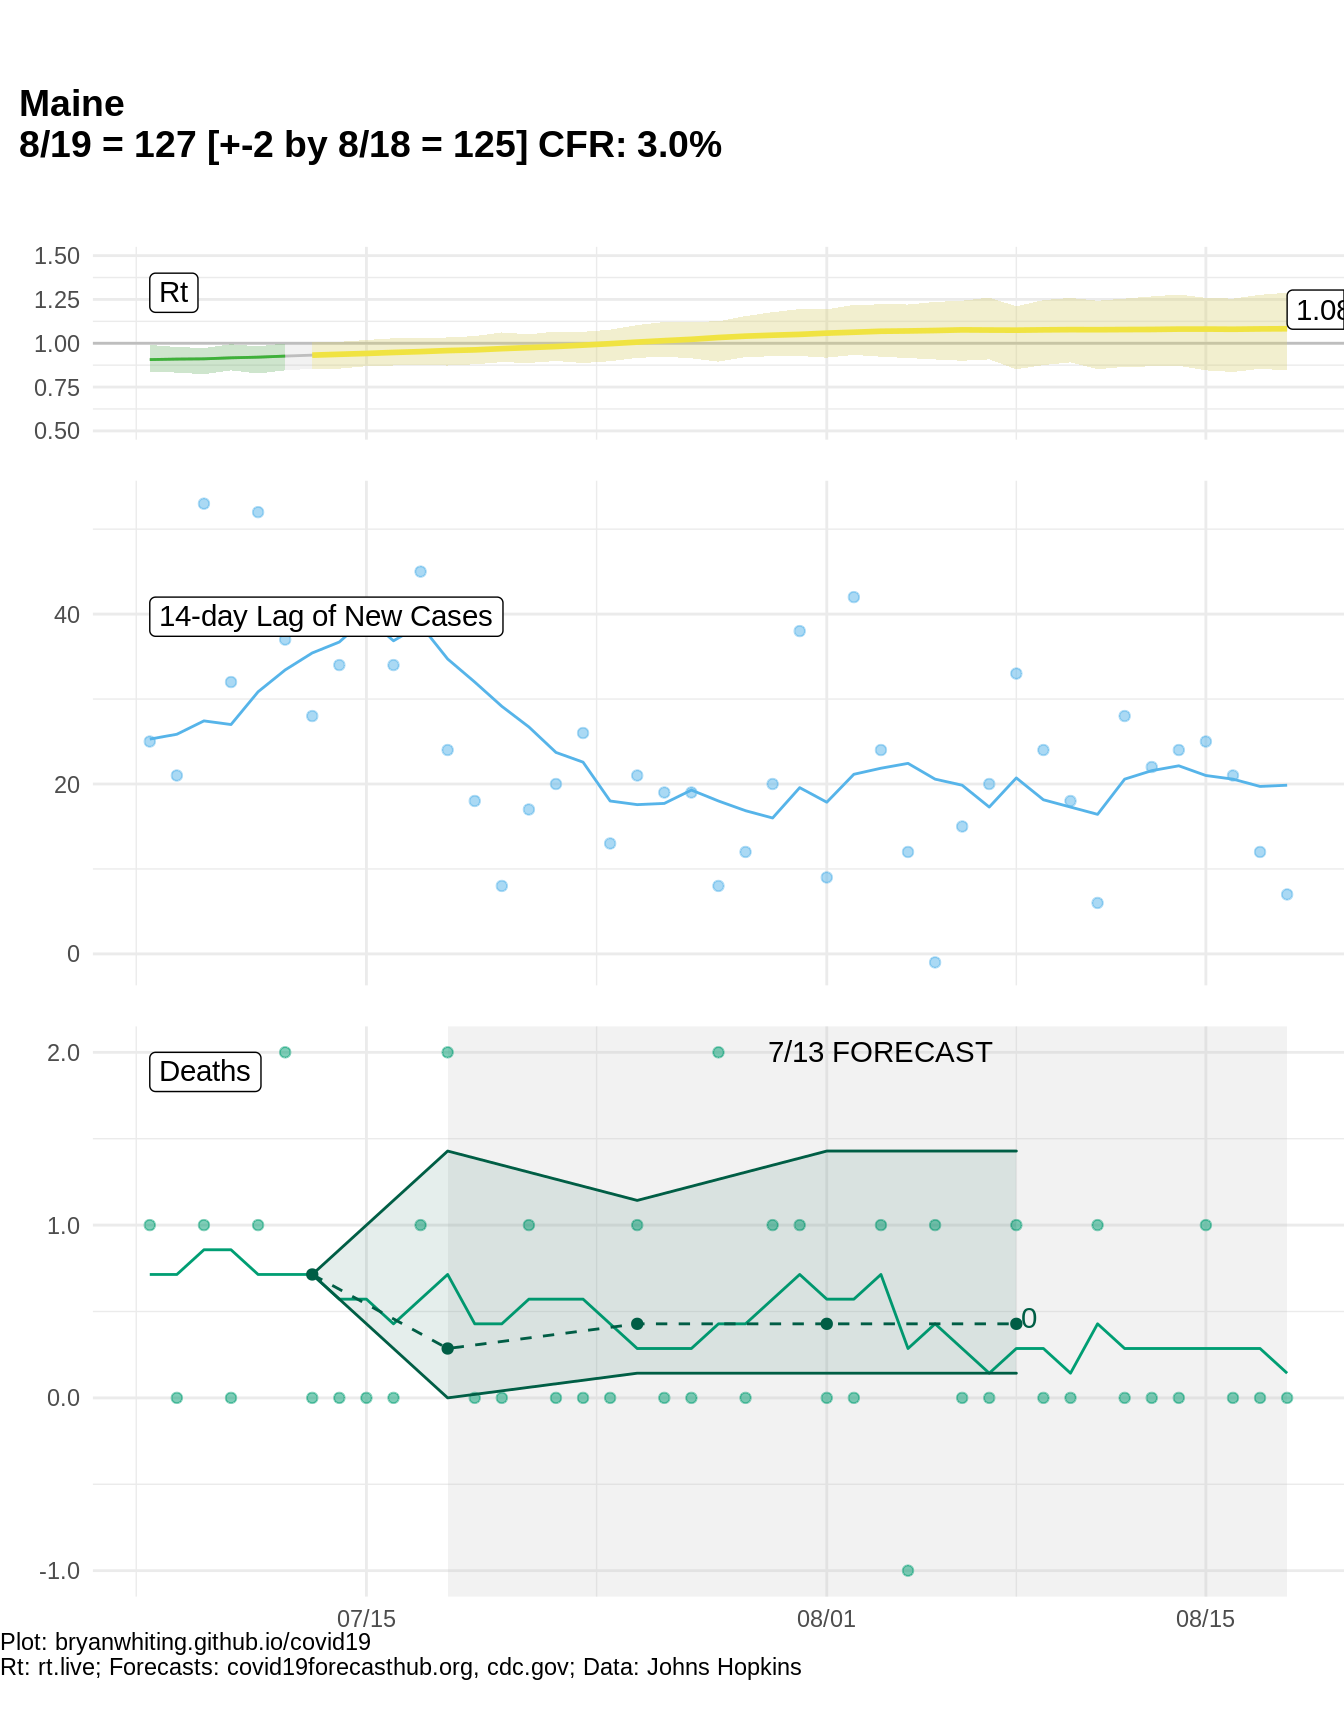 Maine
8/19 = 127 [+-2 by 8/18 = 125] CFR: 3.0%
1.50
Rt
1.25
1.08
1.00
0.75
0.50
40
14-day Lag of New Cases
20
0
2.0
7/13 FORECAST
Deaths
1.0
0
0.0
-1.0
07/15 08/01 08/15
Plot: bryanwhiting.github.io/covid19
Rt: rt.live; Forecasts: covid19forecasthub.org, cdc.gov; Data: Johns Hopkins